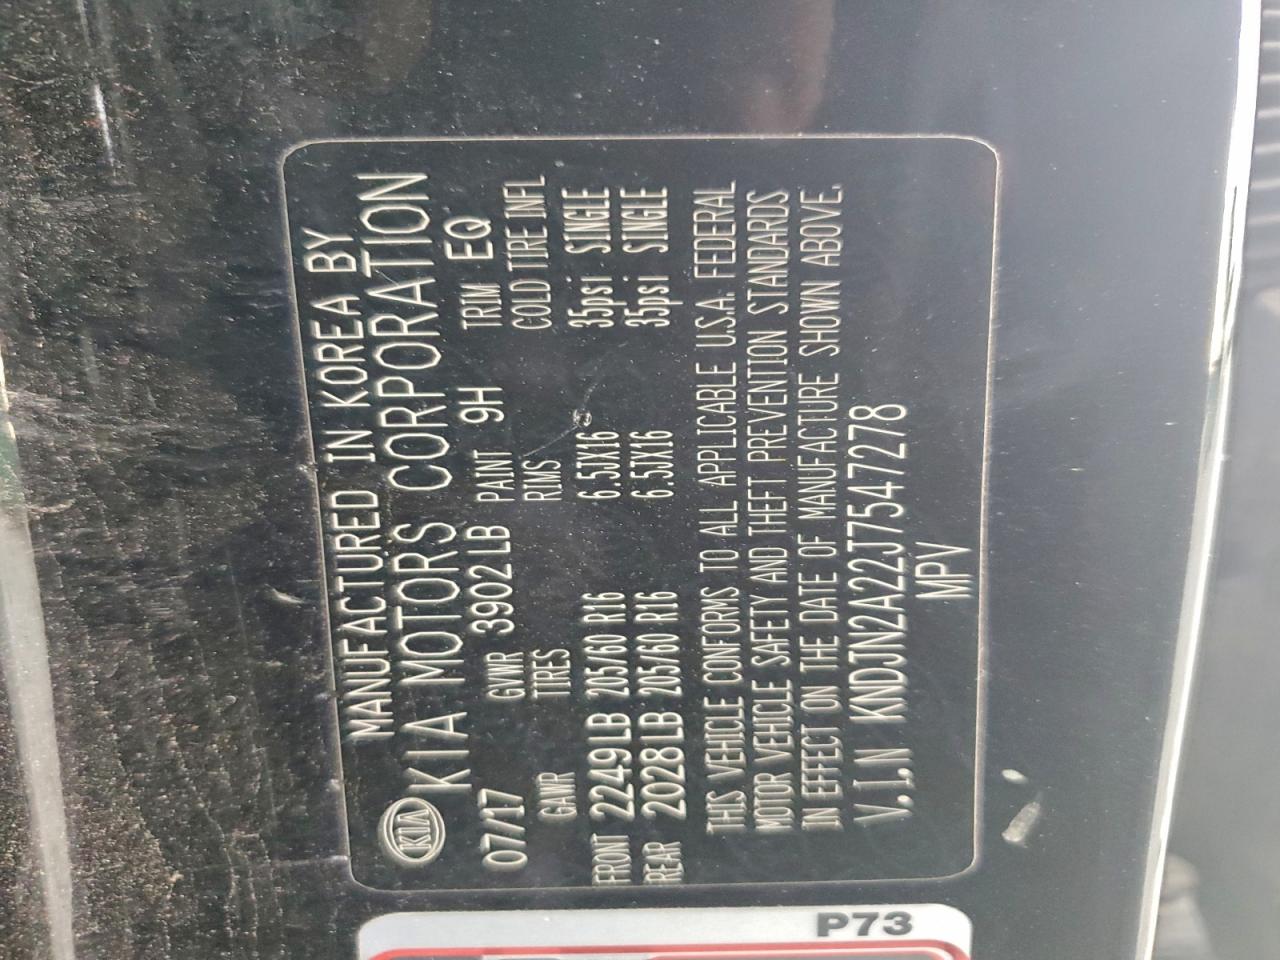 MANUFACTURED IN KOREA BY
KIA KIA MOTORS CORPORATION
07/17 GVWR 3902LB PAINT 9H TRIM EQ
GAWR TIRES RIMS COLD TIRE INFL
FRONT 2249LB 205/60 R16 6.5JX16 35psi SINGLE
REAR 2028LB 205/60 R16 6.5JX16 35psi SINGLE
THIS VEHICLE CONFORMS TO ALL APPLICABLE U.S.A. FEDERAL
MOTOR VEHICLE SAFETY AND THEFT PREVENTION STANDARDS
IN EFFECT ON THE DATE OF MANUFACTURE SHOWN ABOVE.
V.I.N KNDJN2A22J7547278
MPV
P73